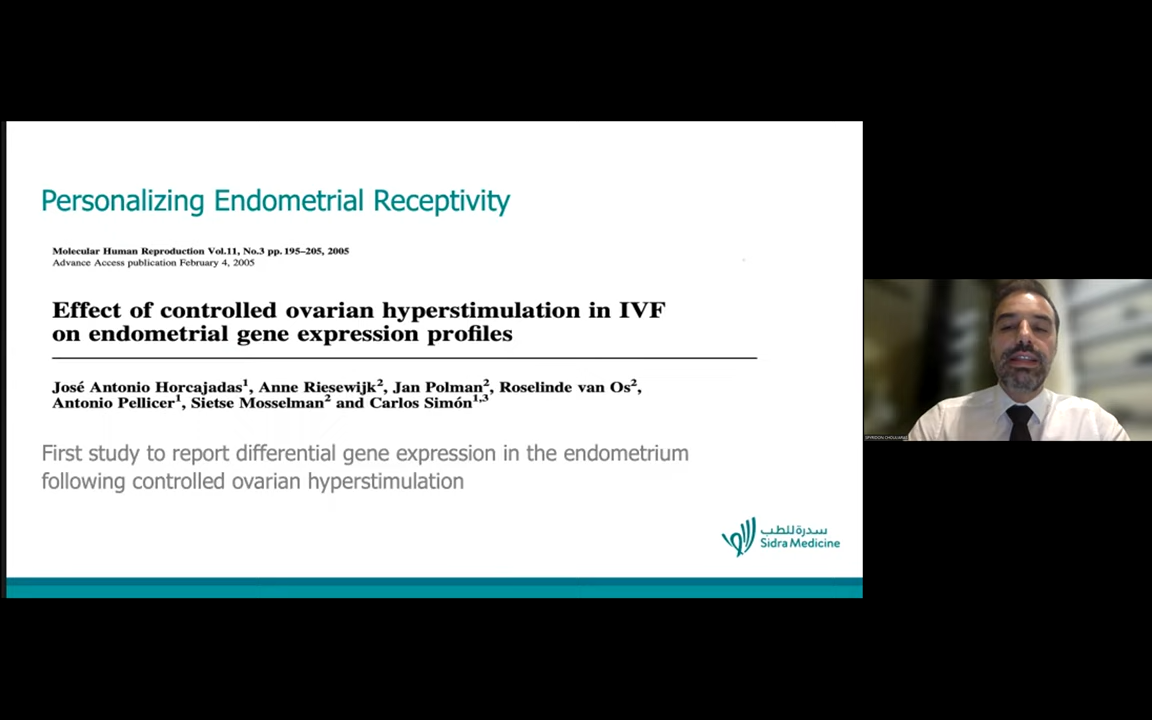 Personalizing Endometrial Receptivity
Molecular Human Reproduction Vol.11, No.3 pp. 195–205, 2005
Advance Access publication February 4, 2005
Effect of controlled ovarian hyperstimulation in IVF
on endometrial gene expression profiles
José Antonio Horcajadas1, Anne Riesewijk2, Jan Polman2, Roselinde van Os2,
Antonio Pellicer1, Sietse Mosselman2 and Carlos Simón1,3
First study to report differential gene expression in the endometrium
following controlled ovarian hyperstimulation
سدرة للطب
Sidra Medicine
SPYRIDON CHOULIARAS